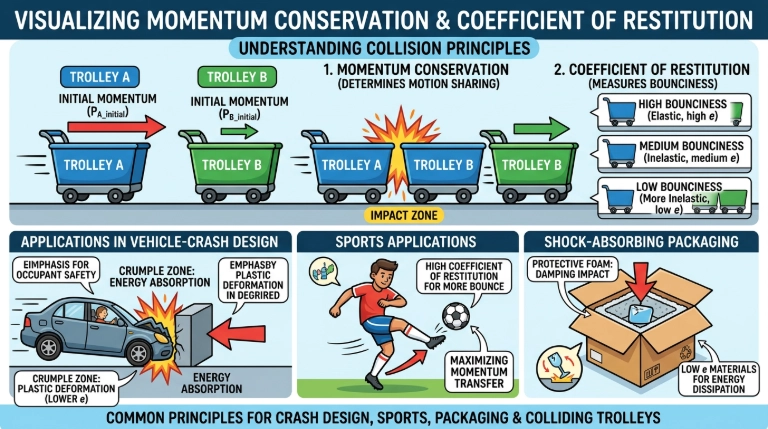 VISUALIZING MOMENTUM CONSERVATION & COEFFICIENT OF RESTITUTION
UNDERSTANDING COLLISION PRINCIPLES
TROLLEY A
INITIAL MOMENTUM
(P_A_initial)
TROLLEY A
TROLLEY B
INITIAL MOMENTUM
(P_B_initial)
TROLLEY B
1. MOMENTUM CONSERVATION
(DETERMINES MOTION SHARING)
TROLLEY A
TROLLEY B
TROLLEY B
IMPACT ZONE
2. COEFFICIENT OF RESTITUTION
(MEASURES BOUNCINESS)
HIGH BOUNCINESS
(Elastic, high e)
MEDIUM BOUNCINESS
(Inelastic, medium e)
LOW BOUNCINESS
(More Inelastic,
low e)
APPLICATIONS IN VEHICLE-CRASH DESIGN
EIMPHASIS FOR
OCCUPANT SAFETY
CRUMPLE ZONE:
ENERGY ABSORPTION
EMPHASBY
PLASTIC
DEFORMATION
IN DEGRIRED
CRUMPLE ZONE:
PLASTIC DEFORMATION
(LOWER e)
ENERGY
ABSORPTION
SPORTS APPLICATIONS
HIGH COEFFICIENT
OF RESTITUTION
FOR MORE BOUNCE
MAXIMIZING
MOMENTUM
TRANSFER
SHOCK-ABSORBING PACKAGING
PROTECTIVE FOAM:
DAMPING IMPACT
LOW e MATERIALS
FOR ENERGY
DISSIPATION
COMMON PRINCIPLES FOR CRASH DESIGN, SPORTS, PACKAGING & COLLIDING TROLLEYS